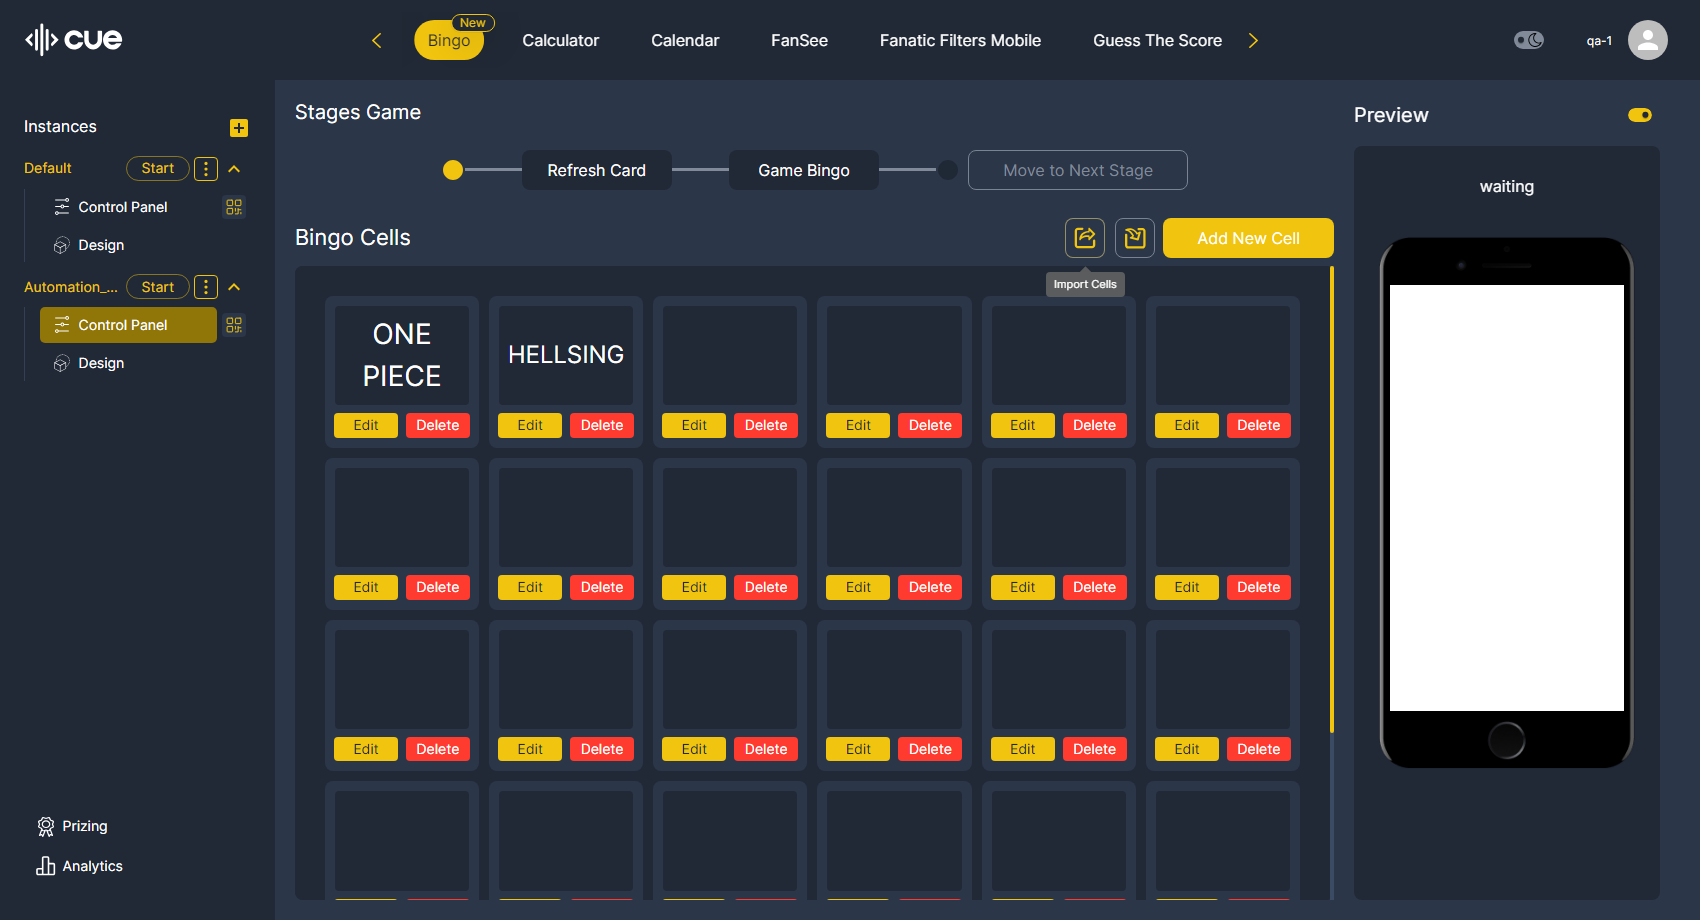 cue
New
Bingo
Calculator
Calendar
FanSee
Fanatic Filters Mobile
Guess The Score
qa-1
Instances
Default
Start
Control Panel
Design
Automation_...
Start
Control Panel
Design
Prizing
Analytics
Stages Game
Refresh Card
Game Bingo
Move to Next Stage
Bingo Cells
Add New Cell
Import Cells
ONE
PIECE
HELLSING
Edit Delete Edit Delete Edit Delete Edit Delete Edit Delete Edit Delete
Edit Delete Edit Delete Edit Delete Edit Delete Edit Delete Edit Delete
Edit Delete Edit Delete Edit Delete Edit Delete Edit Delete Edit Delete
Preview
waiting